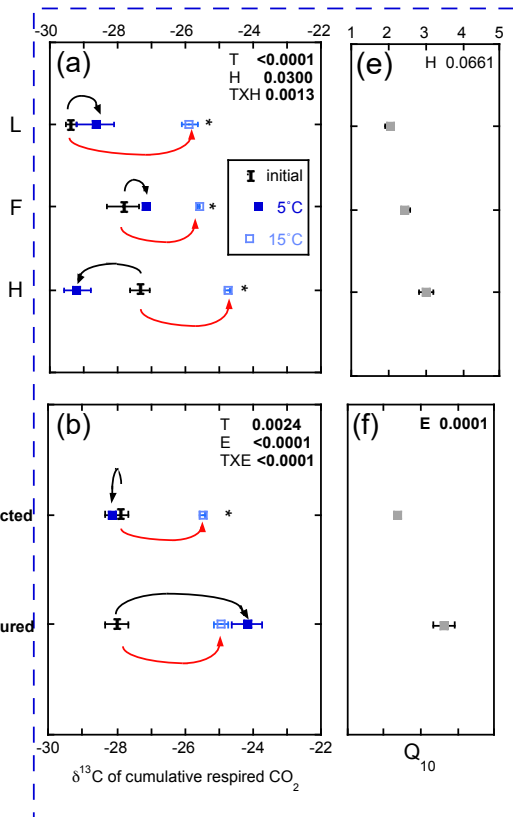 -30 -28 -26 -24 -22 1 2 3 4 5
(a) T <0.0001 (e) H 0.0661
H 0.0300
TXH 0.0013
L *
initial
F * 5°C
15°C
H *
(b) T 0.0024 (f) E 0.0001
E <0.0001
TXE <0.0001
cted *
ured
-30 -28 -26 -24 -22
δ13C of cumulative respired CO2 Q10